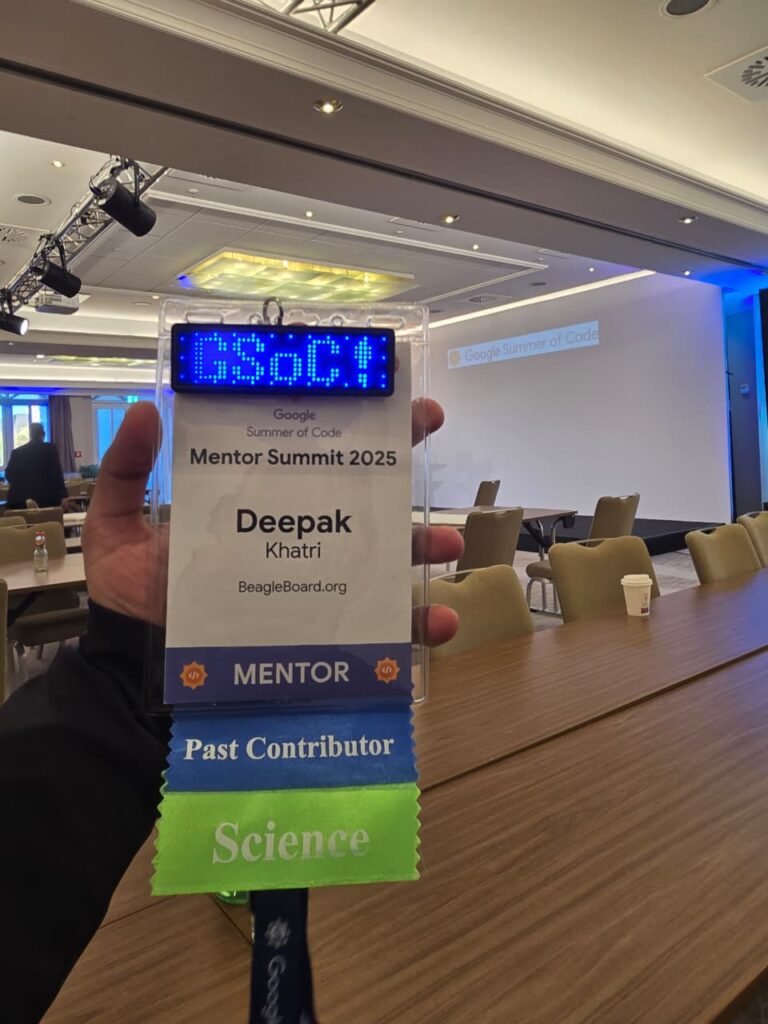 GSoC!
Google
Summer of Code
Mentor Summit 2025
Deepak
Khatri
BeagleBoard.org
MENTOR
Past Contributor
Science
Google
Google Summer of Code